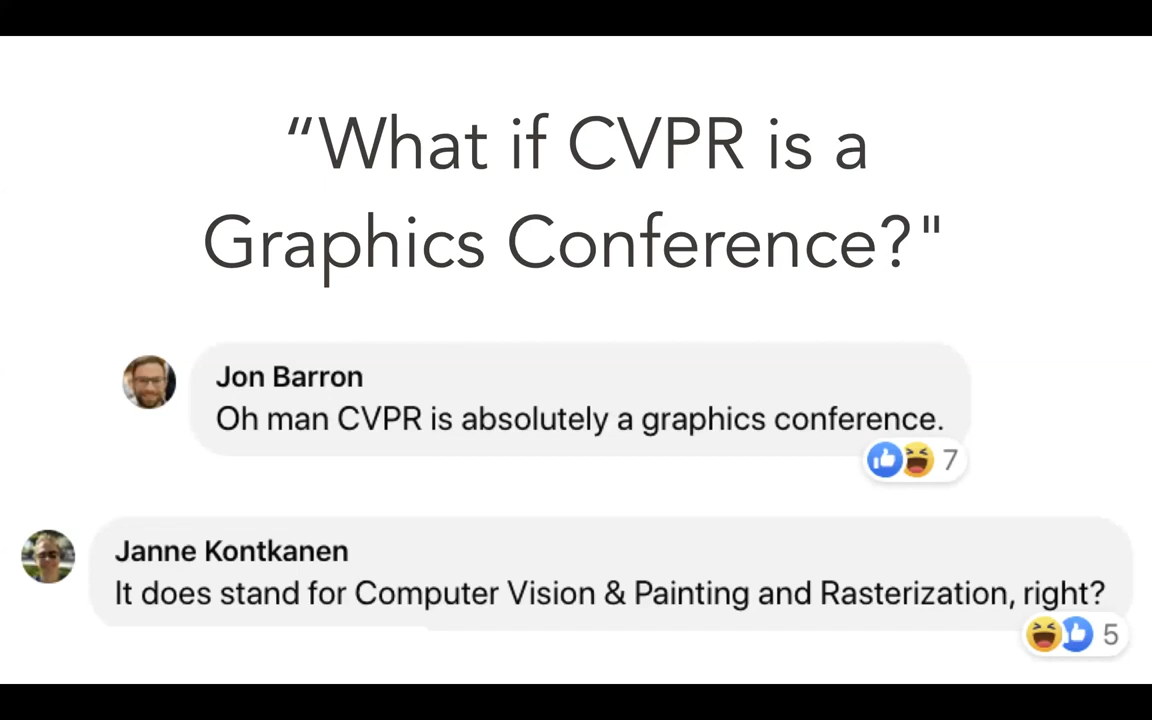 “What if CVPR is a
Graphics Conference?"
Jon Barron
Oh man CVPR is absolutely a graphics conference.
7
Janne Kontkanen
It does stand for Computer Vision & Painting and Rasterization, right?
5